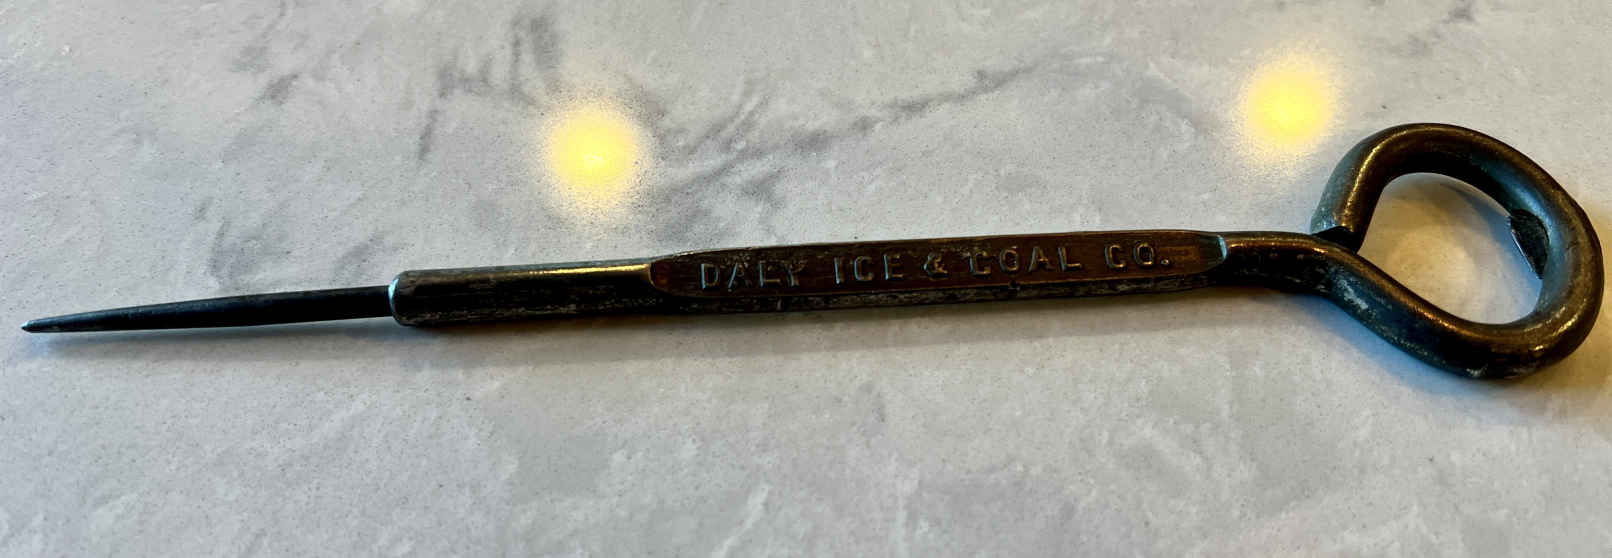 DALY ICE & COAL CO.